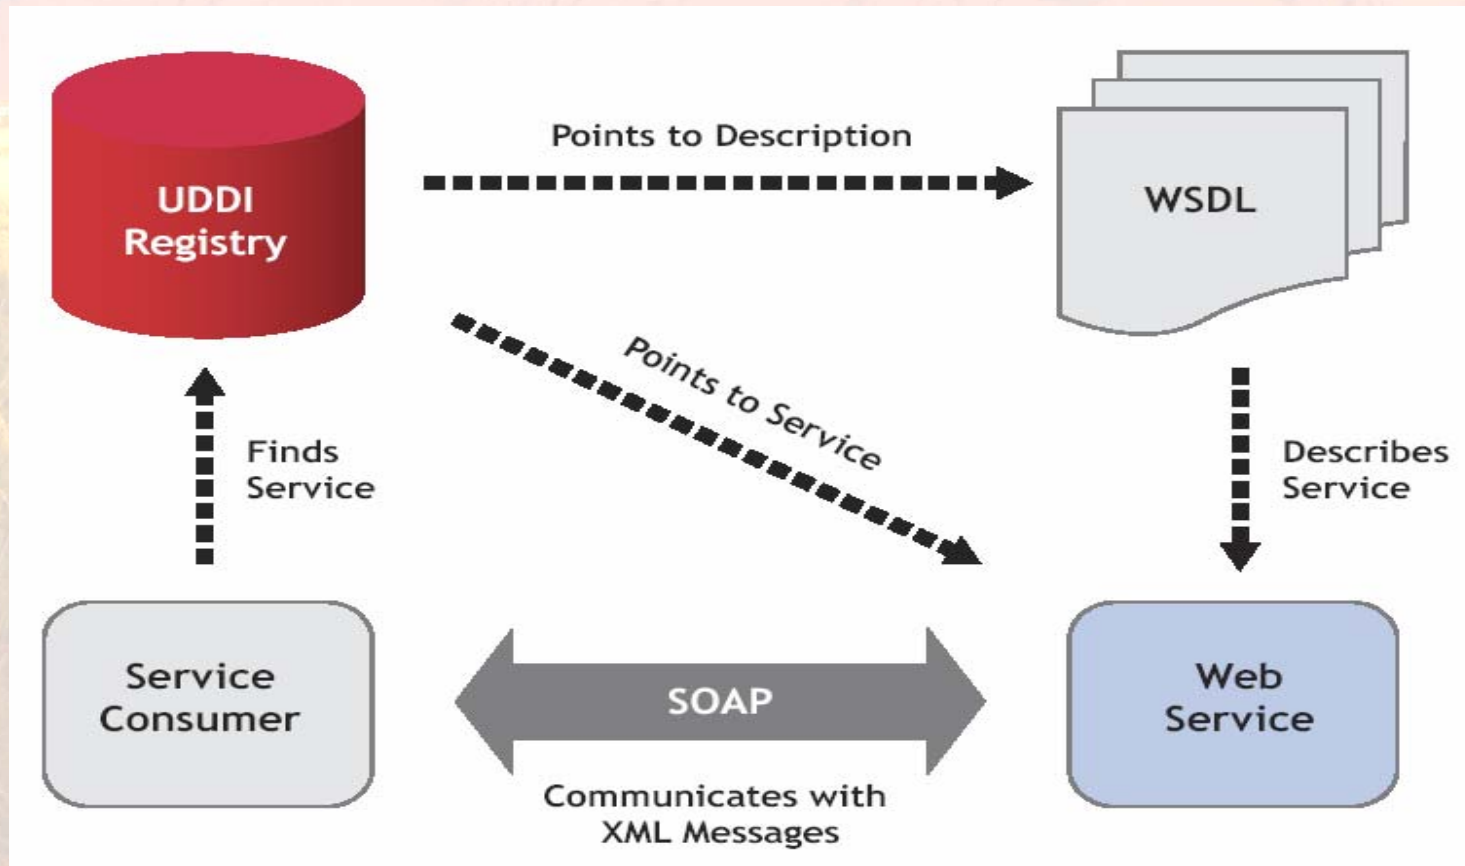 UDDI
Registry
Points to Description
WSDL
Points to Service
Finds
Service
Describes
Service
Service
Consumer
SOAP
Web
Service
Communicates with
XML Messages